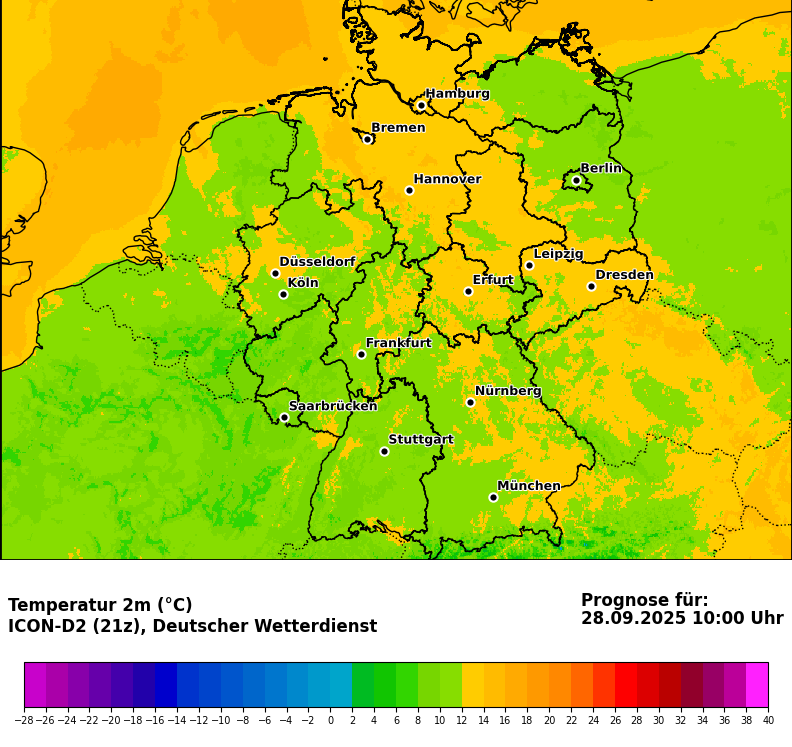 Hamburg
Bremen
Berlin
Hannover
Leipzig
Düsseldorf
Dresden
Köln
Erfurt
Frankfurt
Nürnberg
Saarbrücken
Stuttgart
München
Temperatur 2m (°C)
ICON-D2 (21z), Deutscher Wetterdienst
Prognose für:
28.09.2025 10:00 Uhr
−28 −26 −24 −22 −20 −18 −16 −14 −12 −10 −8 −6 −4 −2 0 2 4 6 8 10 12 14 16 18 20 22 24 26 28 30 32 34 36 38 40